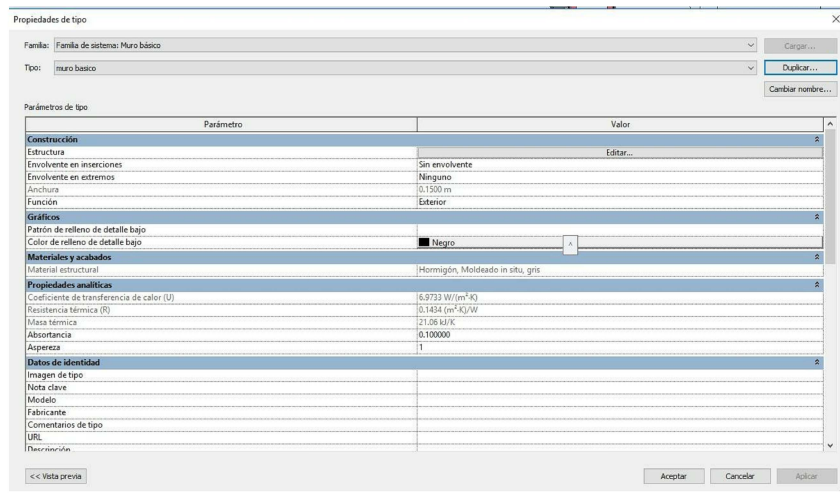 Propiedades de tipo
Familia: Familia de sistema: Muro básico Cargar...
Tipo: muro basico Duplicar...
Cambiar nombre...
Parámetros de tipo
Parámetro Valor
Construcción
Estructura Editar...
Envolvente en inserciones Sin envolvente
Envolvente en extremos Ninguno
Anchura 0.1500 m
Función Exterior
Gráficos
Patrón de relleno de detalle bajo
Color de relleno de detalle bajo Negro
Materiales y acabados
Material estructural Hormigón, Moldeado in situ, gris
Propiedades analíticas
Coeficiente de transferencia de calor (U) 6.9733 W/(m²·K)
Resistencia térmica (R) 0.1434 (m²·K)/W
Masa térmica 21.06 kJ/K
Absortancia 0.100000
Aspereza 1
Datos de identidad
Imagen de tipo
Nota clave
Modelo
Fabricante
Comentarios de tipo
URL
Descripción
<< Vista previa Aceptar Cancelar Aplicar